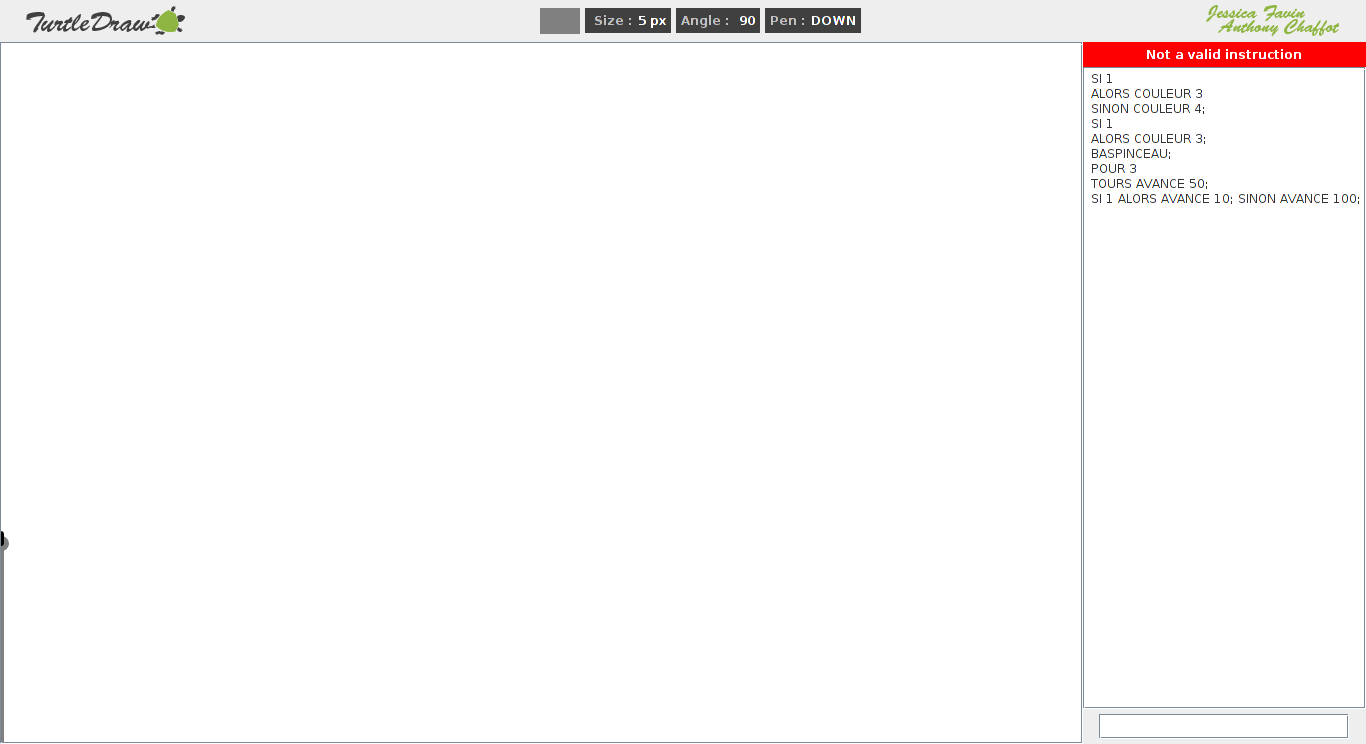 TurtleDraw
Size : 5 px
Angle : 90
Pen : DOWN
Jessica Favin
Anthony Chaffot
Not a valid instruction
SI 1
ALORS COULEUR 3
SINON COULEUR 4;
SI 1
ALORS COULEUR 3;
BASPINCEAU;
POUR 3
TOURS AVANCE 50;
SI 1 ALORS AVANCE 10; SINON AVANCE 100;